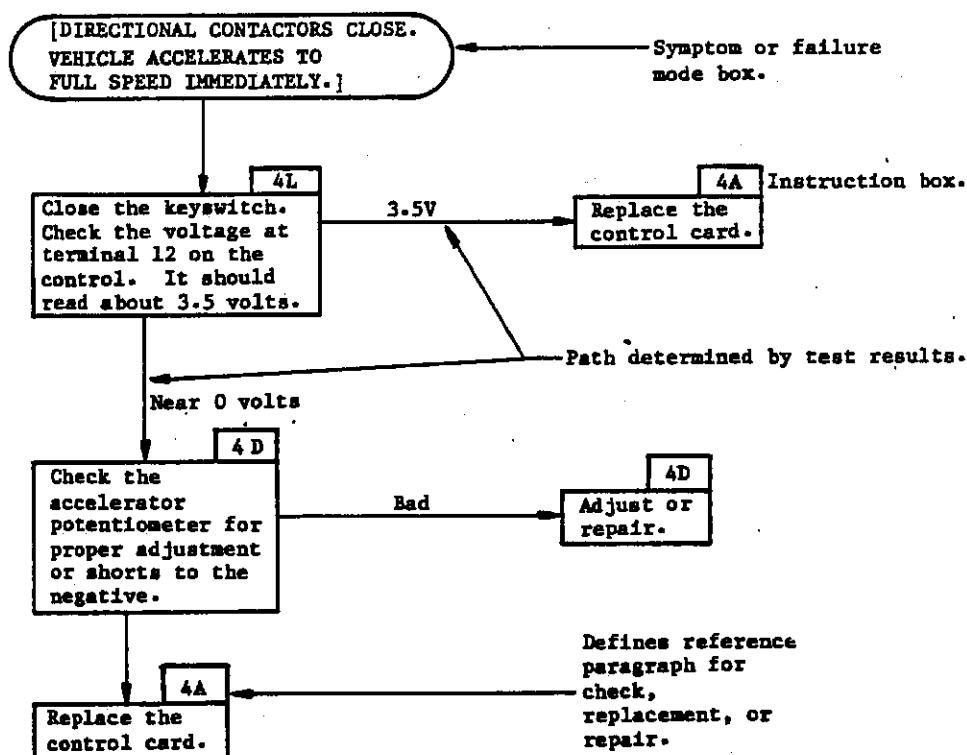 [DIRECTIONAL CONTACTORS CLOSE.
VEHICLE ACCELERATES TO
FULL SPEED IMMEDIATELY.]
Symptom or failure
mode box.
4L
Close the keyswitch.
Check the voltage at
terminal 12 on the
control. It should
read about 3.5 volts.
3.5V
4A
Instruction box.
Replace the
control card.
Path determined by test results.
Near 0 volts
4 D
Check the
accelerator
potentiometer for
proper adjustment
or shorts to the
negative.
Bad
4D
Adjust or
repair.
4A
Replace the
control card.
Defines reference
paragraph for
check,
replacement, or
repair.